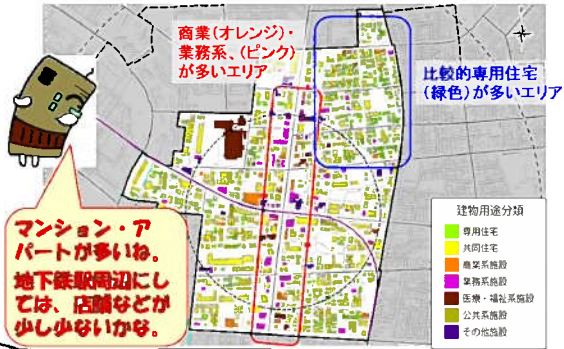 商業(オレンジ)・
業務系、(ピンク)
が多いエリア
比較的専用住宅
(緑色)が多いエリア
マンション・ア
パートが多いね。
地下鉄駅周辺にし
ては、店舗などが
少し少ないかな。
建物用途分類
専用住宅
共同住宅
商業系施設
業務系施設
医療・福祉系施設
公共系施設
その他施設